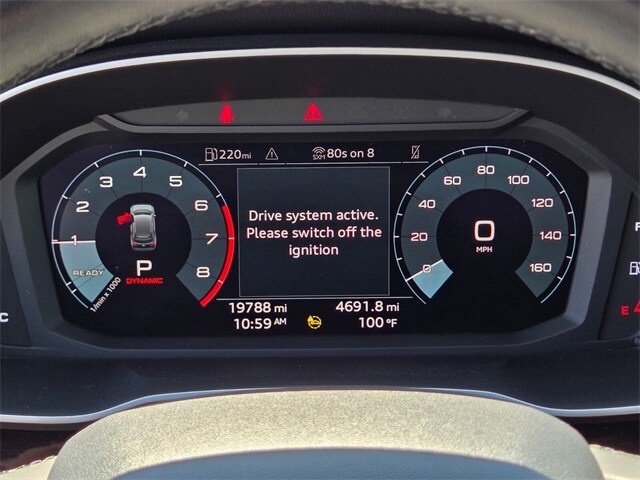 220mi
SXM 80s on 8
4
3
5
2
6
1
7
8
READY
P
DYNAMIC
1/min x 1000
Drive system active.
Please switch off the
ignition
80
60
100
40
120
20
140
0
160
0
MPH
19788 mi
4691.8 mi
10:59 AM
100 °F
C
F
E